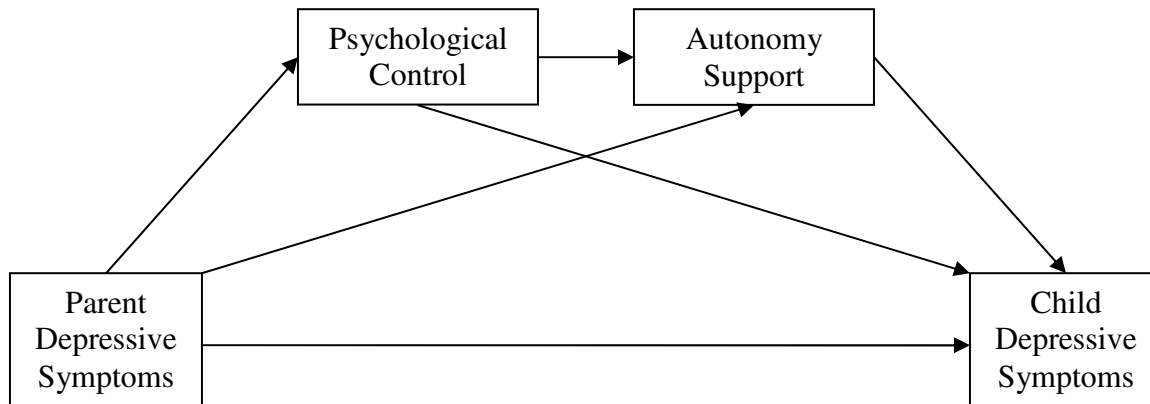 Psychological
Control
Autonomy
Support
Parent
Depressive
Symptoms
Child
Depressive
Symptoms